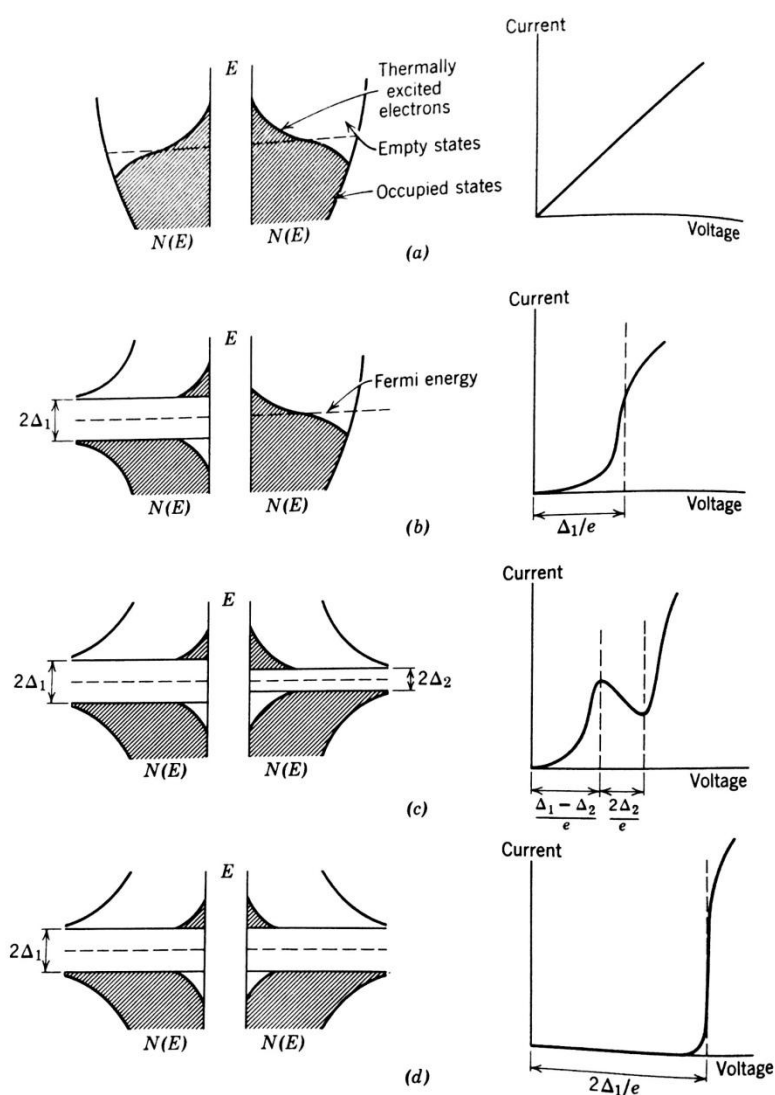 E
Thermally
excited
electrons
Empty states
Occupied states
N(E)
N(E)
Current
Voltage
(a)
E
2Δ₁
Fermi energy
N(E)
N(E)
Current
Voltage
Δ₁/e
(b)
E
2Δ₁
2Δ₂
N(E)
N(E)
Current
Voltage
Δ₁ − Δ₂
e
2Δ₂
e
(c)
E
2Δ₁
N(E)
N(E)
Current
Voltage
2Δ₁/e
(d)